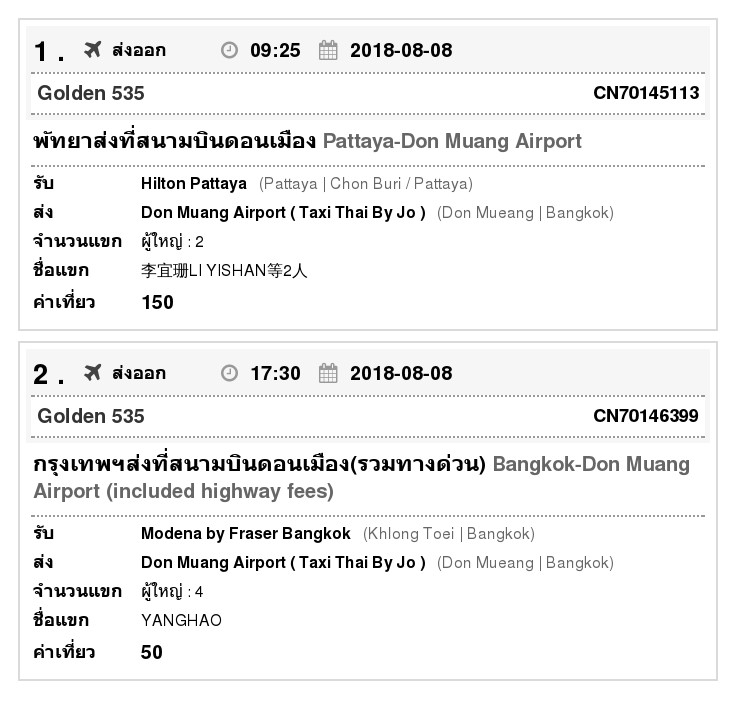 1 . ส่งออก 09:25 2018-08-08
Golden 535 CN70145113
พัทยาส่งที่สนามบินดอนเมือง Pattaya-Don Muang Airport
รับ Hilton Pattaya (Pattaya | Chon Buri / Pattaya)
ส่ง Don Muang Airport ( Taxi Thai By Jo ) (Don Mueang | Bangkok)
จำนวนแขก ผู้ใหญ่ : 2
ชื่อแขก 李宜珊LI YISHAN等2人
ค่าเที่ยว 150
2 . ส่งออก 17:30 2018-08-08
Golden 535 CN70146399
กรุงเทพฯส่งที่สนามบินดอนเมือง(รวมทางด่วน) Bangkok-Don Muang
Airport (included highway fees)
รับ Modena by Fraser Bangkok (Khlong Toei | Bangkok)
ส่ง Don Muang Airport ( Taxi Thai By Jo ) (Don Mueang | Bangkok)
จำนวนแขก ผู้ใหญ่ : 4
ชื่อแขก YANGHAO
ค่าเที่ยว 50